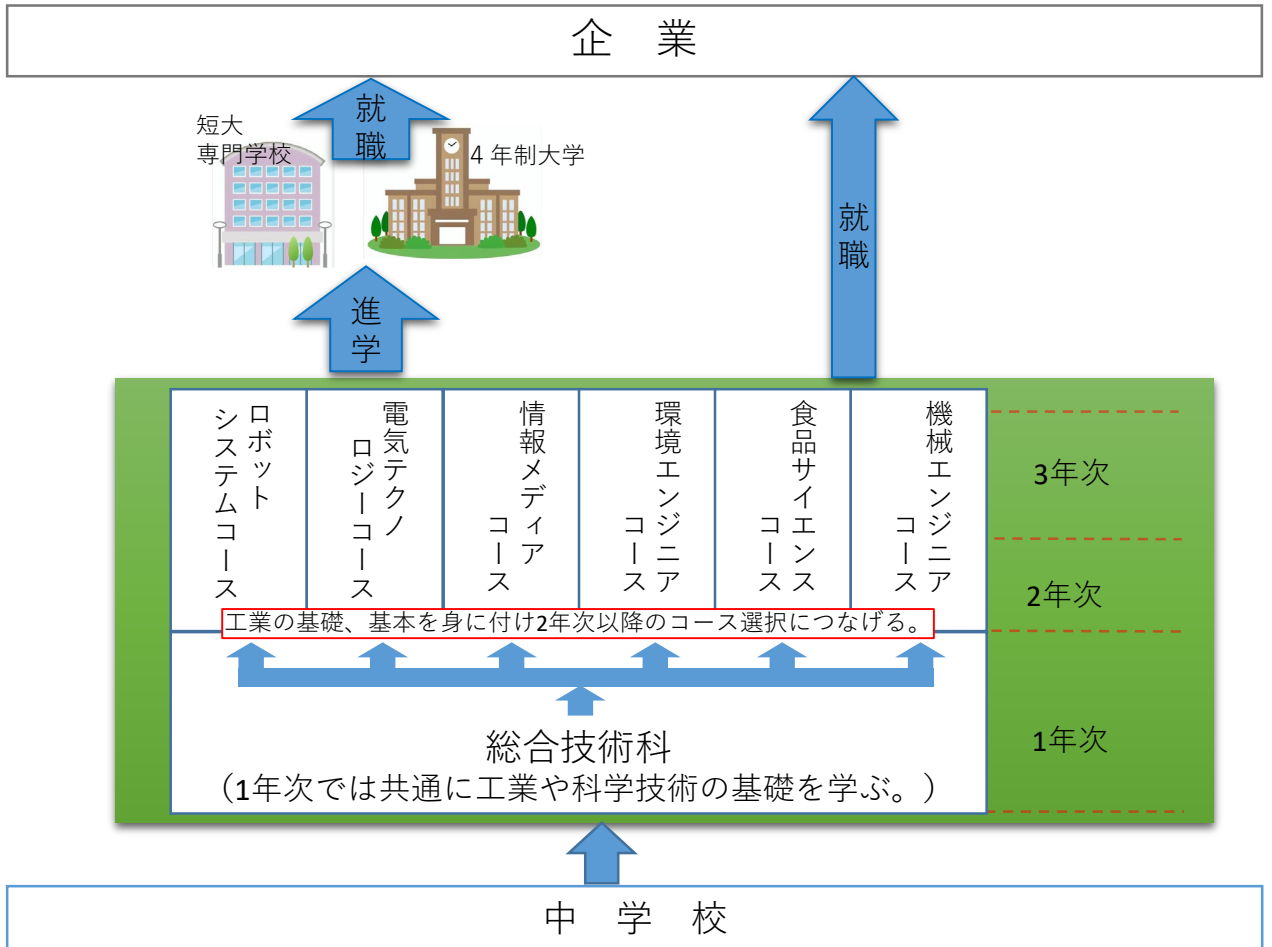 企　業
就職
短大
専門学校
４年制大学
就職
進学
ロボット
システムコース
電気テクノ
ロジーコース
情報メディア
コース
環境エンジニア
コース
食品サイエンス
コース
機械エンジニア
コース
3年次
2年次
工業の基礎、基本を身に付け2年次以降のコース選択につなげる。
1年次
総合技術科
（1年次では共通に工業や科学技術の基礎を学ぶ。）
中　学　校